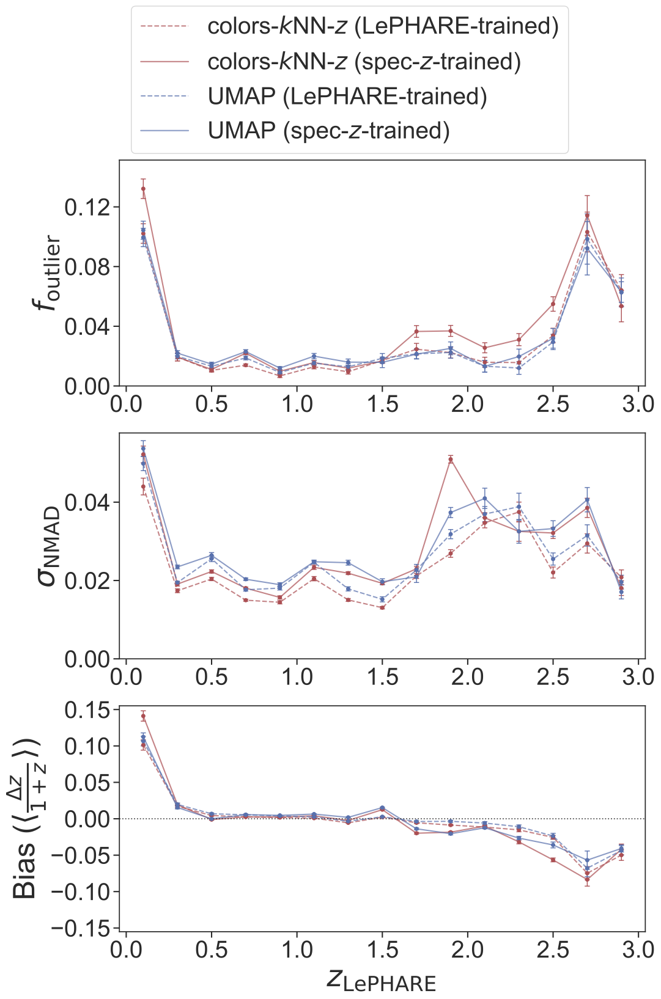 colors-kNN-z (LePHARE-trained)
colors-kNN-z (spec-z-trained)
UMAP (LePHARE-trained)
UMAP (spec-z-trained)
f_outlier
0.12
0.08
0.04
0.00
0.0 0.5 1.0 1.5 2.0 2.5 3.0
σ_NMAD
0.04
0.02
0.00
0.0 0.5 1.0 1.5 2.0 2.5 3.0
Bias (⟨Δz/1+z⟩)
0.15
0.10
0.05
0.00
−0.05
−0.10
−0.15
0.0 0.5 1.0 1.5 2.0 2.5 3.0
z_LePHARE